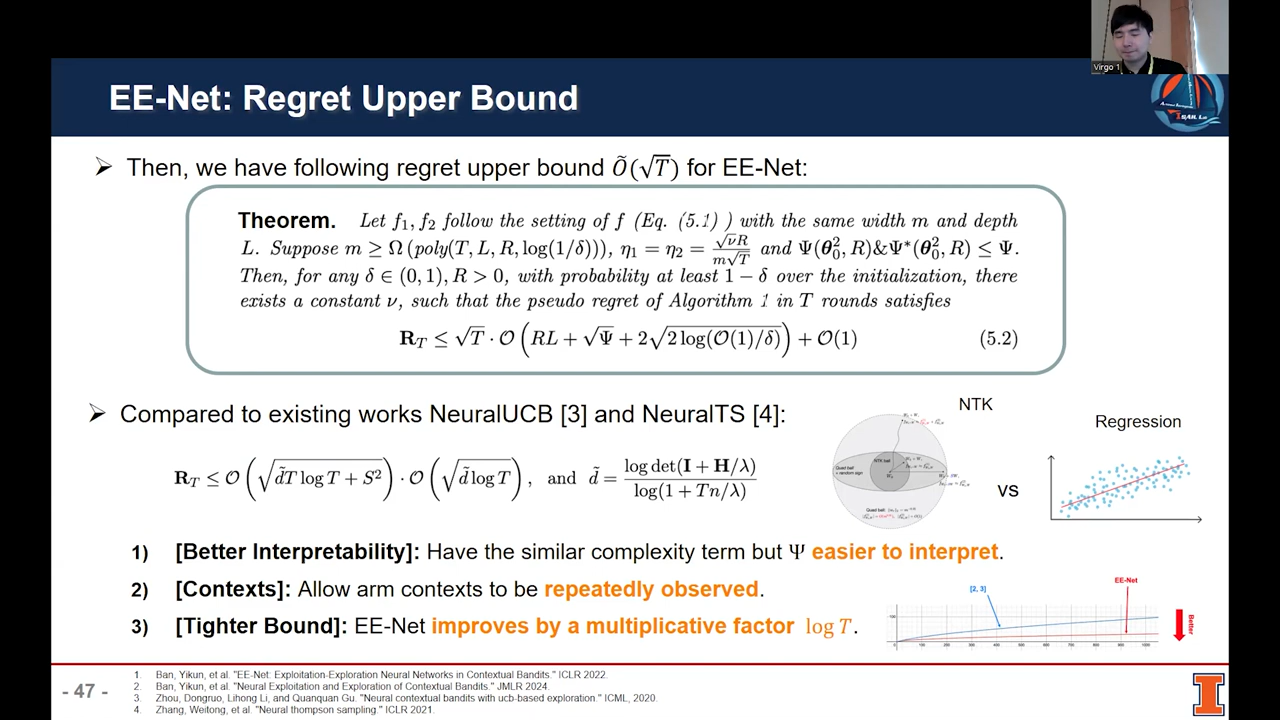 Virgo 1
EE-Net: Regret Upper Bound
➢ Then, we have following regret upper bound Õ(√T) for EE-Net:
Theorem. Let f₁, f₂ follow the setting of f (Eq. (5.1) ) with the same width m and depth
L. Suppose m ≥ Ω (poly(T, L, R, log(1/δ))), η₁ = η₂ = √νR/(m√T) and Ψ(θ₀², R)&Ψ*(θ₀², R) ≤ Ψ.
Then, for any δ ∈ (0, 1), R > 0, with probability at least 1 − δ over the initialization, there
exists a constant ν, such that the pseudo regret of Algorithm 1 in T rounds satisfies
R_T ≤ √T · O (RL + √Ψ + 2√(2 log(O(1)/δ))) + O(1) (5.2)
➢ Compared to existing works NeuralUCB [3] and NeuralTS [4]:
NTK
Regression
R_T ≤ O (√(d̃T log T + S²)) · O (√(d̃ log T)), and d̃ = log det(I + H/λ) / log(1 + Tn/λ)
NTK ball
vs
1) [Better Interpretability]: Have the similar complexity term but Ψ easier to interpret.
2) [Contexts]: Allow arm contexts to be repeatedly observed.
3) [Tighter Bound]: EE-Net improves by a multiplicative factor log T.
EE-Net
[2, 3]
Better
1. Ban, Yikun, et al. "EE-Net: Exploitation-Exploration Neural Networks in Contextual Bandits." ICLR 2022.
2. Ban, Yikun, et al. "Neural Exploitation and Exploration of Contextual Bandits." JMLR 2024.
3. Zhou, Dongruo, Lihong Li, and Quanquan Gu. "Neural contextual bandits with ucb-based exploration." ICML, 2020.
4. Zhang, Weitong, et al. "Neural thompson sampling." ICLR 2021.
- 47 -